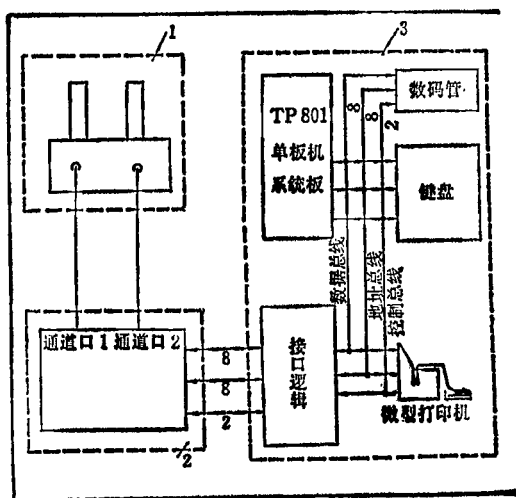 1
3
TP 801
单板机
系统板
数码管
8
8
2
键盘
数据总线
地址总线
控制总线
通道口1 通道口2
8
8
2
接口逻辑
微型打印机
2